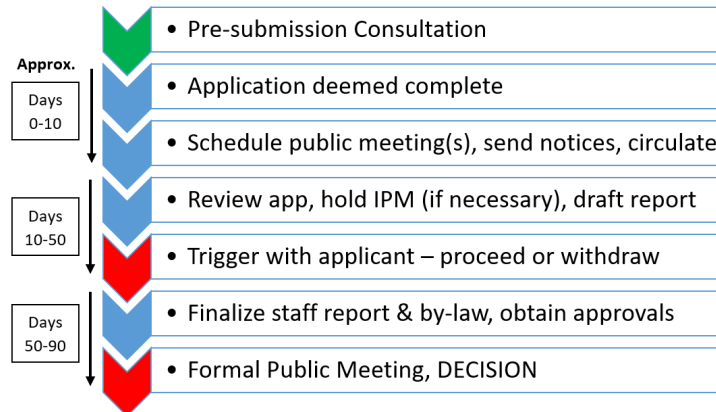 • Pre-submission Consultation
Approx.
• Application deemed complete
Days
0-10
• Schedule public meeting(s), send notices, circulate
• Review app, hold IPM (if necessary), draft report
Days
10-50
• Trigger with applicant – proceed or withdraw
• Finalize staff report & by-law, obtain approvals
Days
50-90
• Formal Public Meeting, DECISION